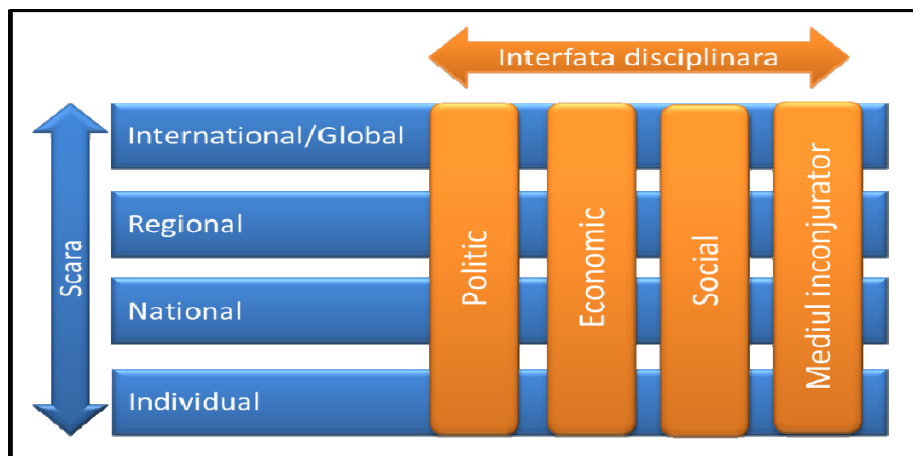 Interfata disciplinara
International/Global
Regional
National
Individual
Scara
Politic
Economic
Social
Mediul inconjurator